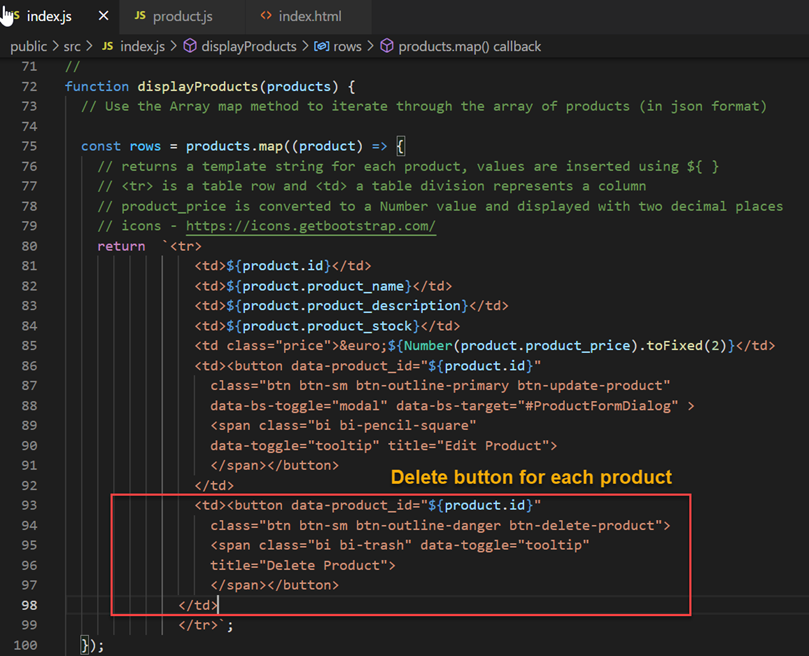 JS index.js × JS product.js <> index.html
public > src > JS index.js > displayProducts > rows > products.map() callback
71 //
72 function displayProducts(products) {
73 // Use the Array map method to iterate through the array of products (in json format)
74
75 const rows = products.map((product) => {
76 // returns a template string for each product, values are inserted using ${ }
77 // <tr> is a table row and <td> a table division represents a column
78 // product_price is converted to a Number value and displayed with two decimal places
79 // icons - https://icons.getbootstrap.com/
80 return `<tr>
81 <td>${product.id}</td>
82 <td>${product.product_name}</td>
83 <td>${product.product_description}</td>
84 <td>${product.product_stock}</td>
85 <td class="price">&euro;${Number(product.product_price).toFixed(2)}</td>
86 <td><button data-product_id="${product.id}"
87 class="btn btn-sm btn-outline-primary btn-update-product"
88 data-bs-toggle="modal" data-bs-target="#ProductFormDialog" >
89 <span class="bi bi-pencil-square"
90 data-toggle="tooltip" title="Edit Product">
91 </span></button>
Delete button for each product
92 </td>
93 <td><button data-product_id="${product.id}"
94 class="btn btn-sm btn-outline-danger btn-delete-product">
95 <span class="bi bi-trash" data-toggle="tooltip"
96 title="Delete Product">
97 </span></button>
98 </td>
99 </tr>`;
100 });